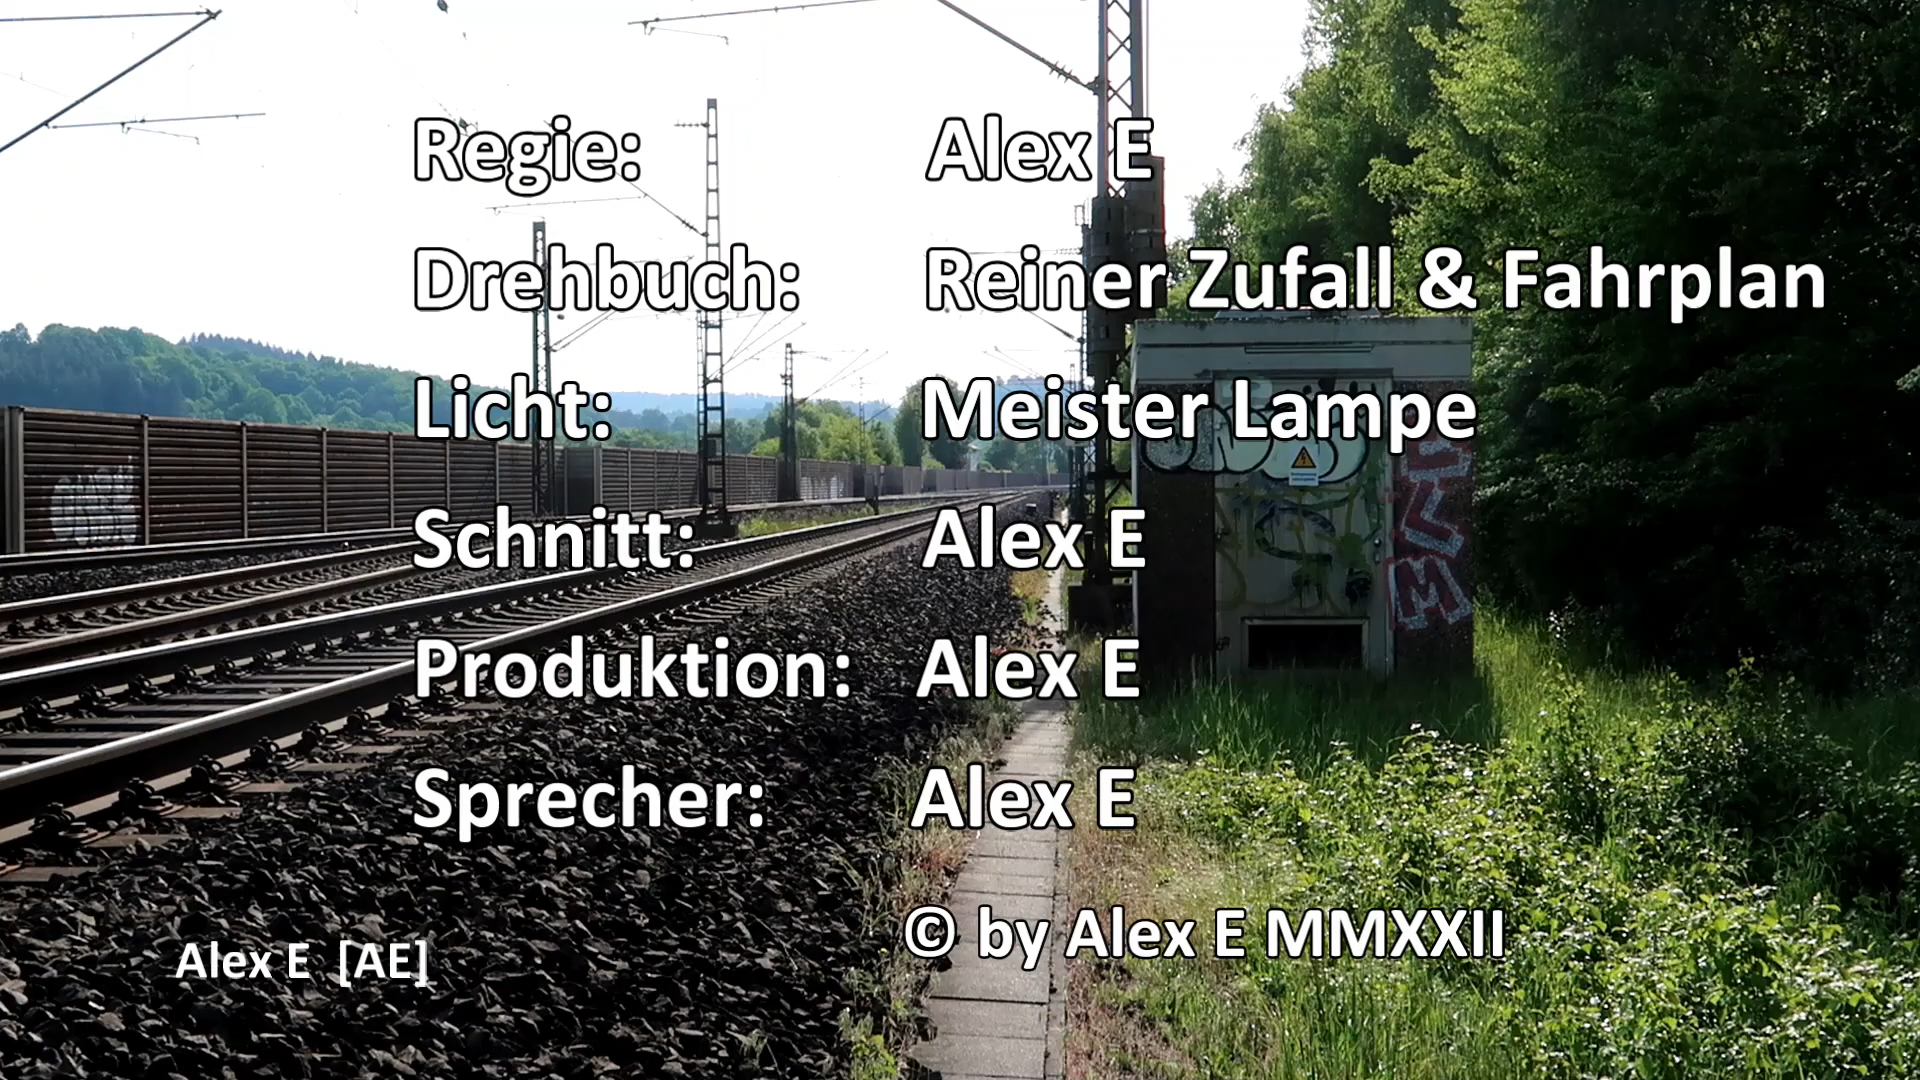 Regie: Alex E
Drehbuch: Reiner Zufall & Fahrplan
Licht: Meister Lampe
Schnitt: Alex E
Produktion: Alex E
Sprecher: Alex E
© by Alex E MMXXII
Alex E [AE]